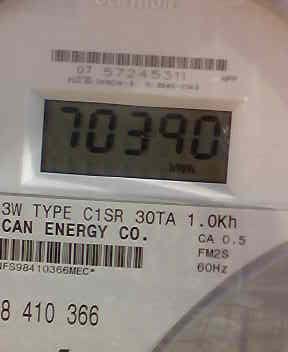 07 57245311
70390
kWh
3W TYPE C1SR 30TA 1.0Kh
CAN ENERGY CO.
CA 0.5
FM2S
60Hz
NFS98410366MEC*
8 410 366